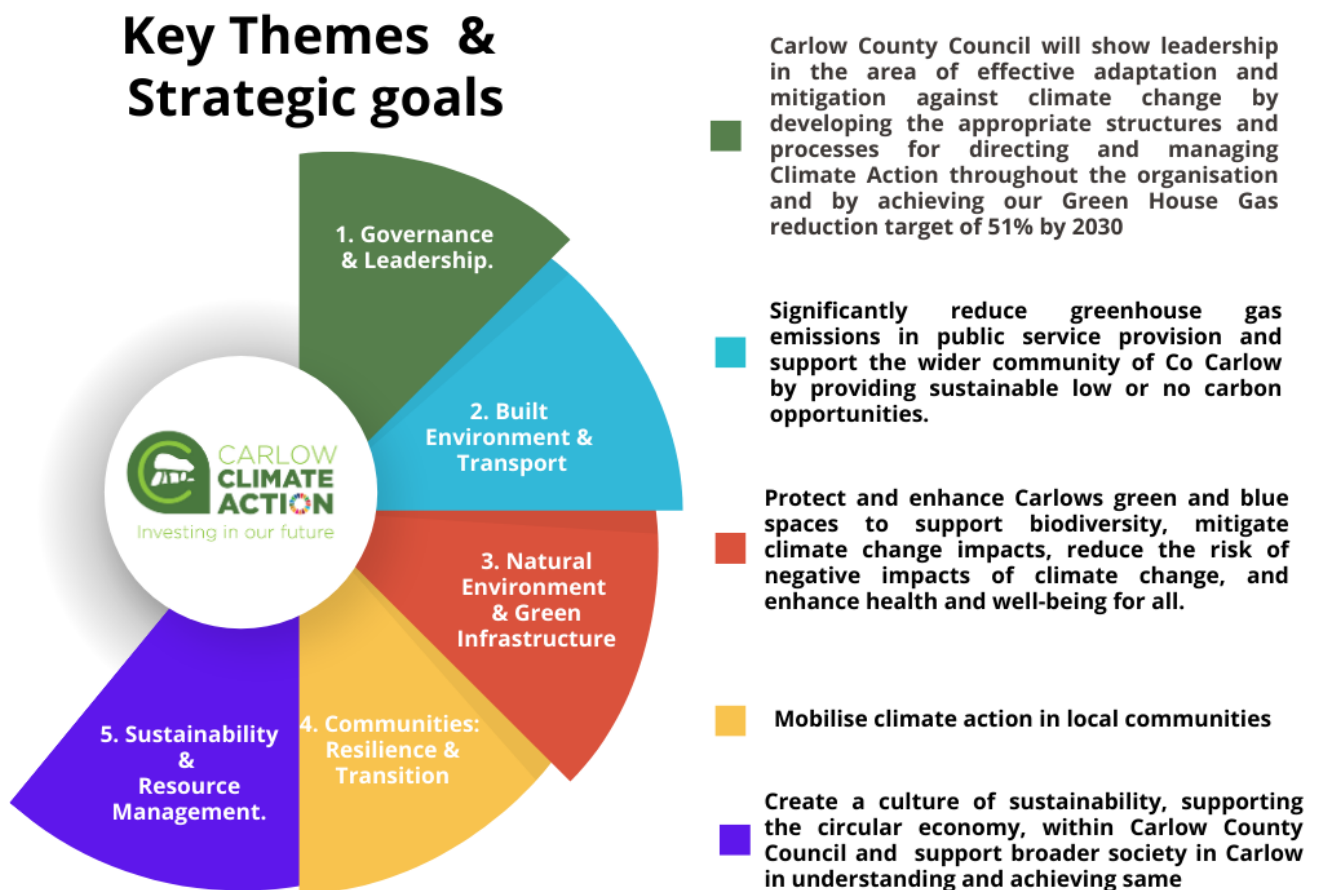 Key Themes &
Strategic goals
1. Governance
& Leadership.
2. Built
Environment &
Transport
3. Natural
Environment
& Green
Infrastructure
4. Communities:
Resilience &
Transition
5. Sustainability
&
Resource
Management.
CARLOW
CLIMATE
ACTION
Investing in our future
Carlow County Council will show leadership
in the area of effective adaptation and
mitigation against climate change by
developing the appropriate structures and
processes for directing and managing
Climate Action throughout the organisation
and by achieving our Green House Gas
reduction target of 51% by 2030
Significantly reduce greenhouse gas
emissions in public service provision and
support the wider community of Co Carlow
by providing sustainable low or no carbon
opportunities.
Protect and enhance Carlows green and blue
spaces to support biodiversity, mitigate
climate change impacts, reduce the risk of
negative impacts of climate change, and
enhance health and well-being for all.
Mobilise climate action in local communities
Create a culture of sustainability, supporting
the circular economy, within Carlow County
Council and support broader society in Carlow
in understanding and achieving same